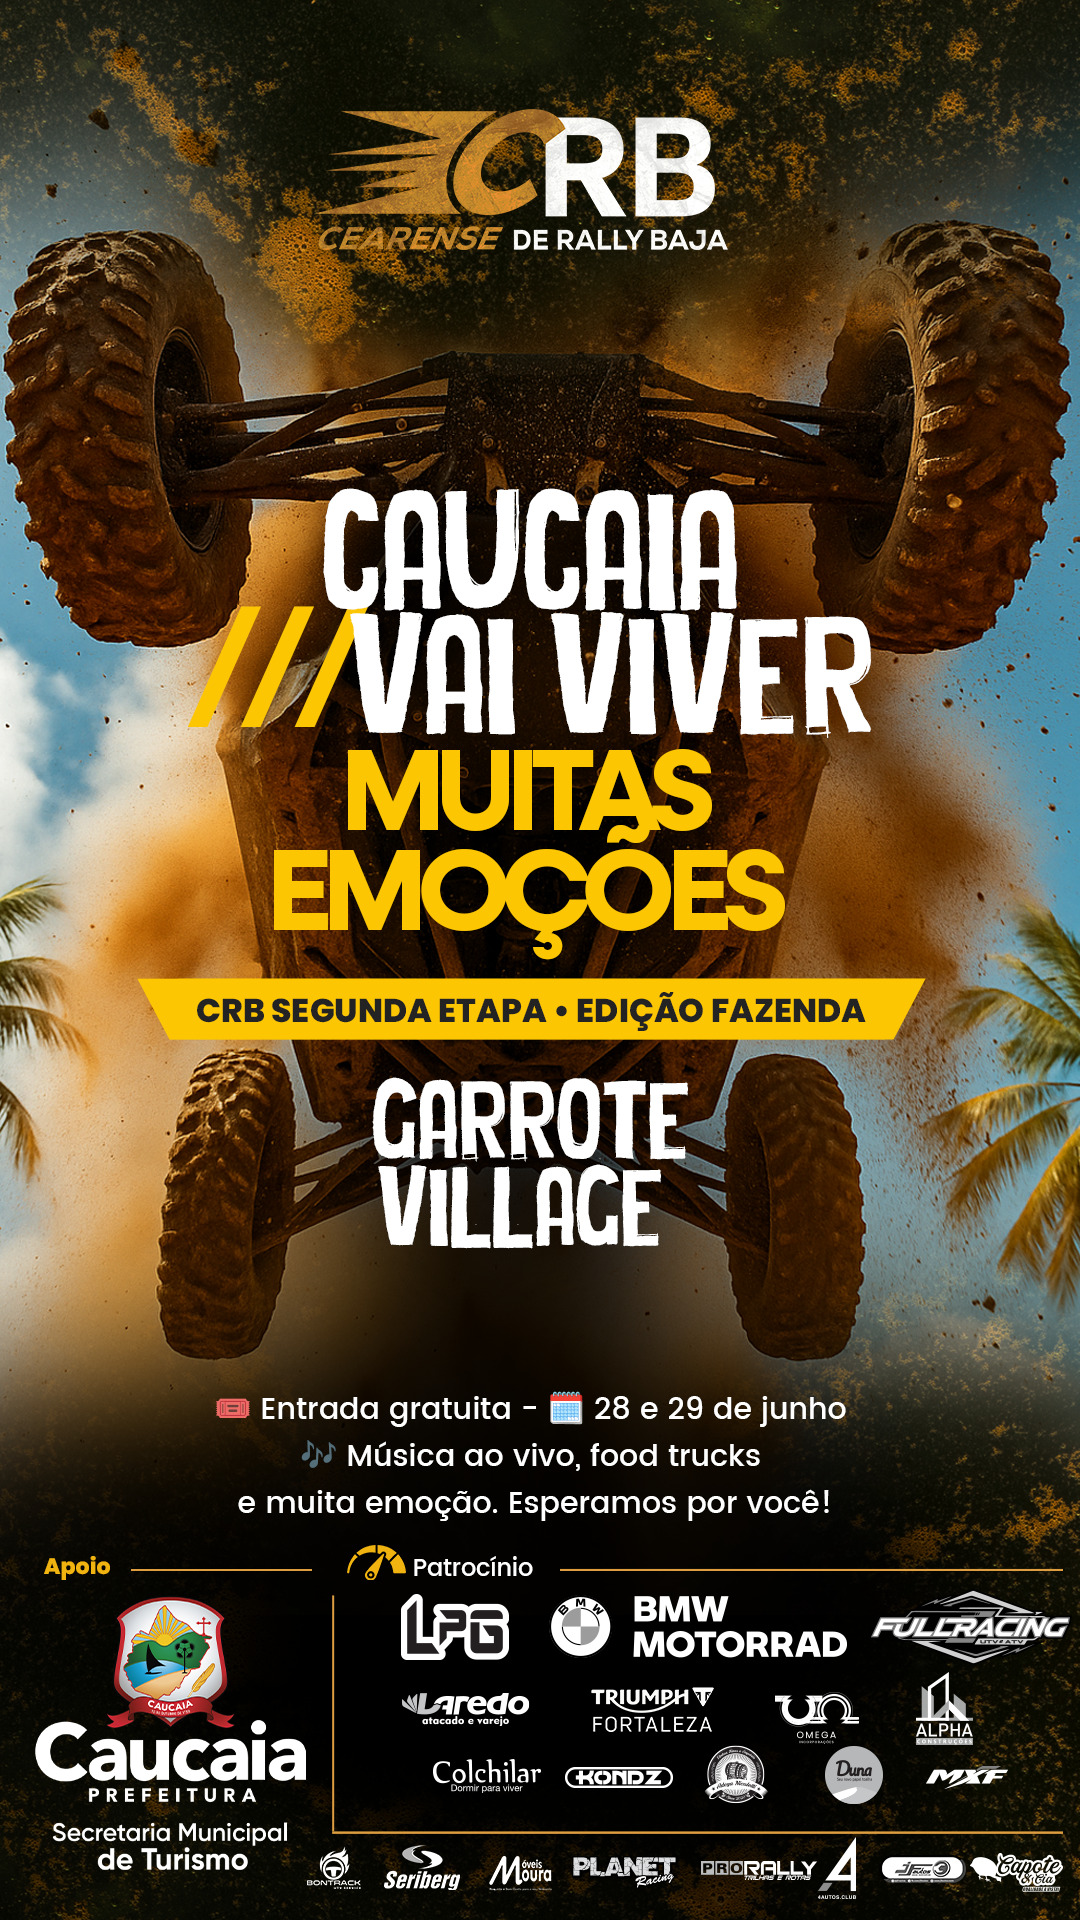 CRB
CEARENSE DE RALLY BAJA
CAUCAIA
///VAI VIVER
MUITAS
EMOÇÕES
CRB SEGUNDA ETAPA • EDIÇÃO FAZENDA
GARROTE
VILLAGE
Entrada gratuita - 28 e 29 de junho
Música ao vivo, food trucks
e muita emoção. Esperamos por você!
Apoio
Patrocínio
CAUCAIA
Caucaia
PREFEITURA
Secretaria Municipal
de Turismo
LPG
BMW
BMW
MOTORRAD
FULLRACING
UTV & ATV
Laredo
atacado e varejo
TRIUMPH
FORTALEZA
OMEGA
INCORPORAÇÕES
ALPHA
CONSTRUÇÕES
Colchilar
Dormir para viver
KONDZ
Duna
MXF
BONTRACK
Seriberg
Móveis
Moura
PLANET
Racing
PRORALLY
TRILHAS E ROTAS
4
4AUTOS.CLUB
Capote
& Cia